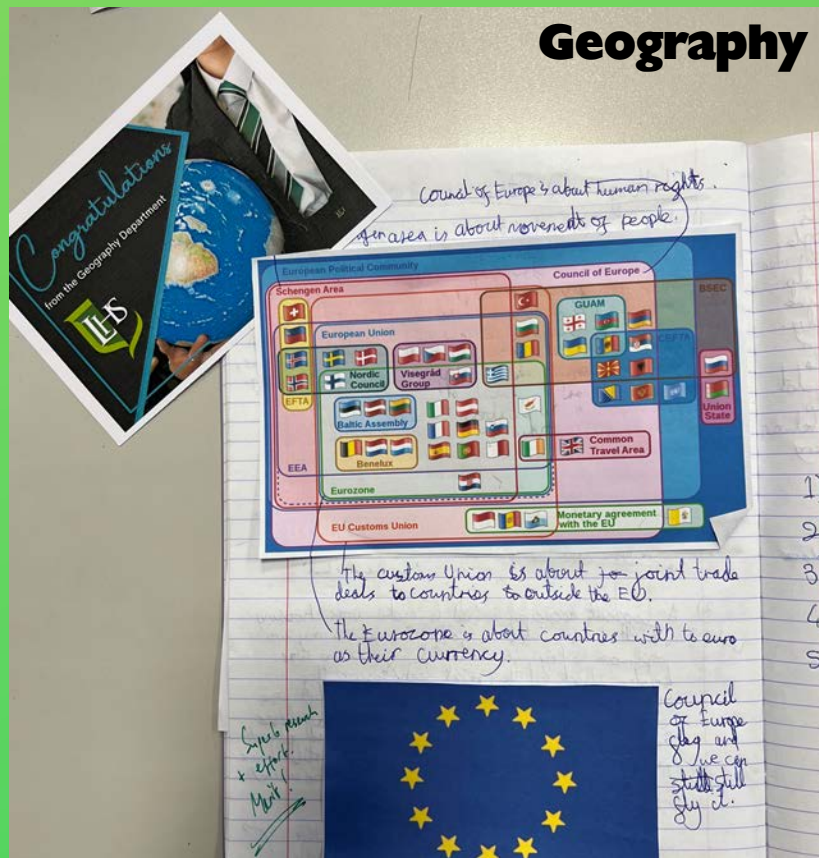 Geography
Congratulations
from the Geography Department
LHS
Council of Europe is about human rights.
area is about movement of people.
European Political Community
Council of Europe
Schengen Area
BSEC
GUAM
European Union
CEFTA
Nordic
Council
Visegrád
Group
EFTA
Union
State
Baltic Assembly
Common
Travel Area
Benelux
EEA
Eurozone
EU Customs Union
Monetary agreement
with the EU
The customs Union is about joint trade
deals to countries to outside the EU.
The Eurozone is about countries with to euro
as their currency.
Superb research
+ effort.
Merit!
Council
of Europe
flag and
we can
still
fly it.
1)
2
3
4
5